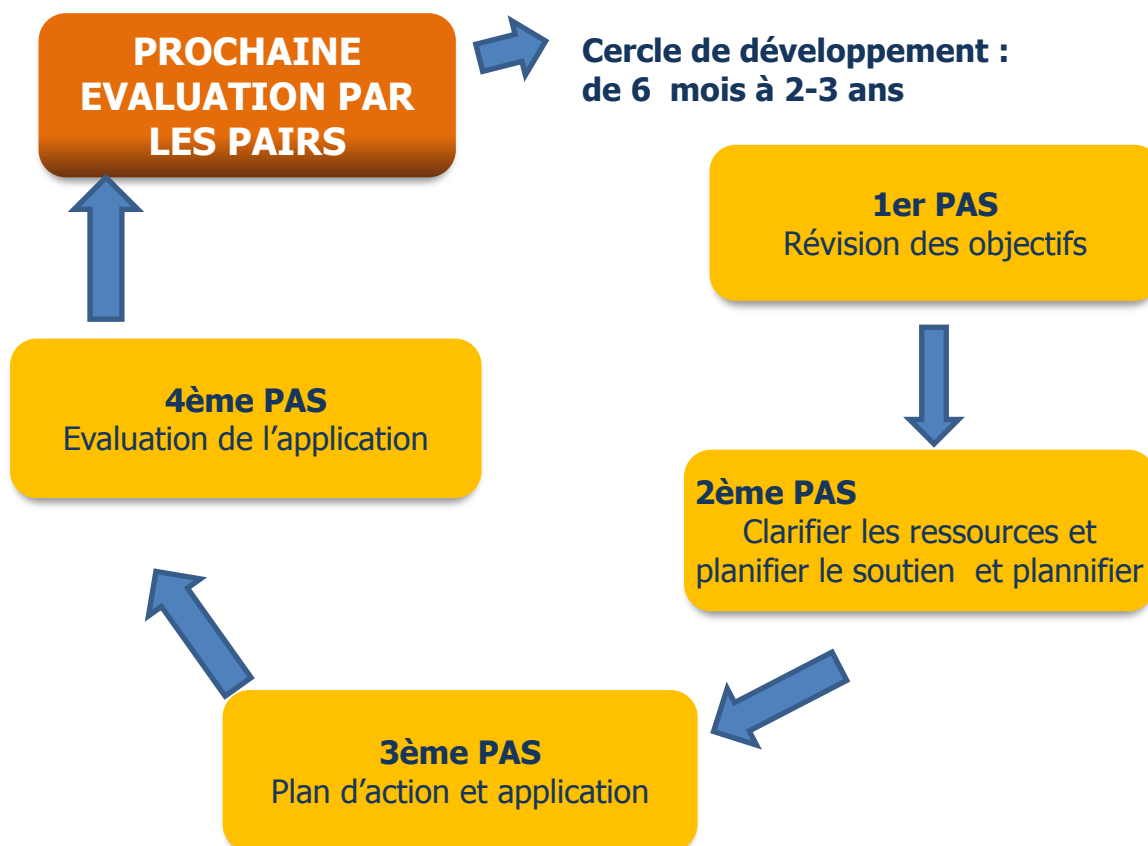 PROCHAINE
EVALUATION PAR
LES PAIRS
Cercle de développement :
de 6 mois à 2-3 ans
1er PAS
Révision des objectifs
2ème PAS
Clarifier les ressources et
planifier le soutien et plannifier
3ème PAS
Plan d’action et application
4ème PAS
Evaluation de l’application